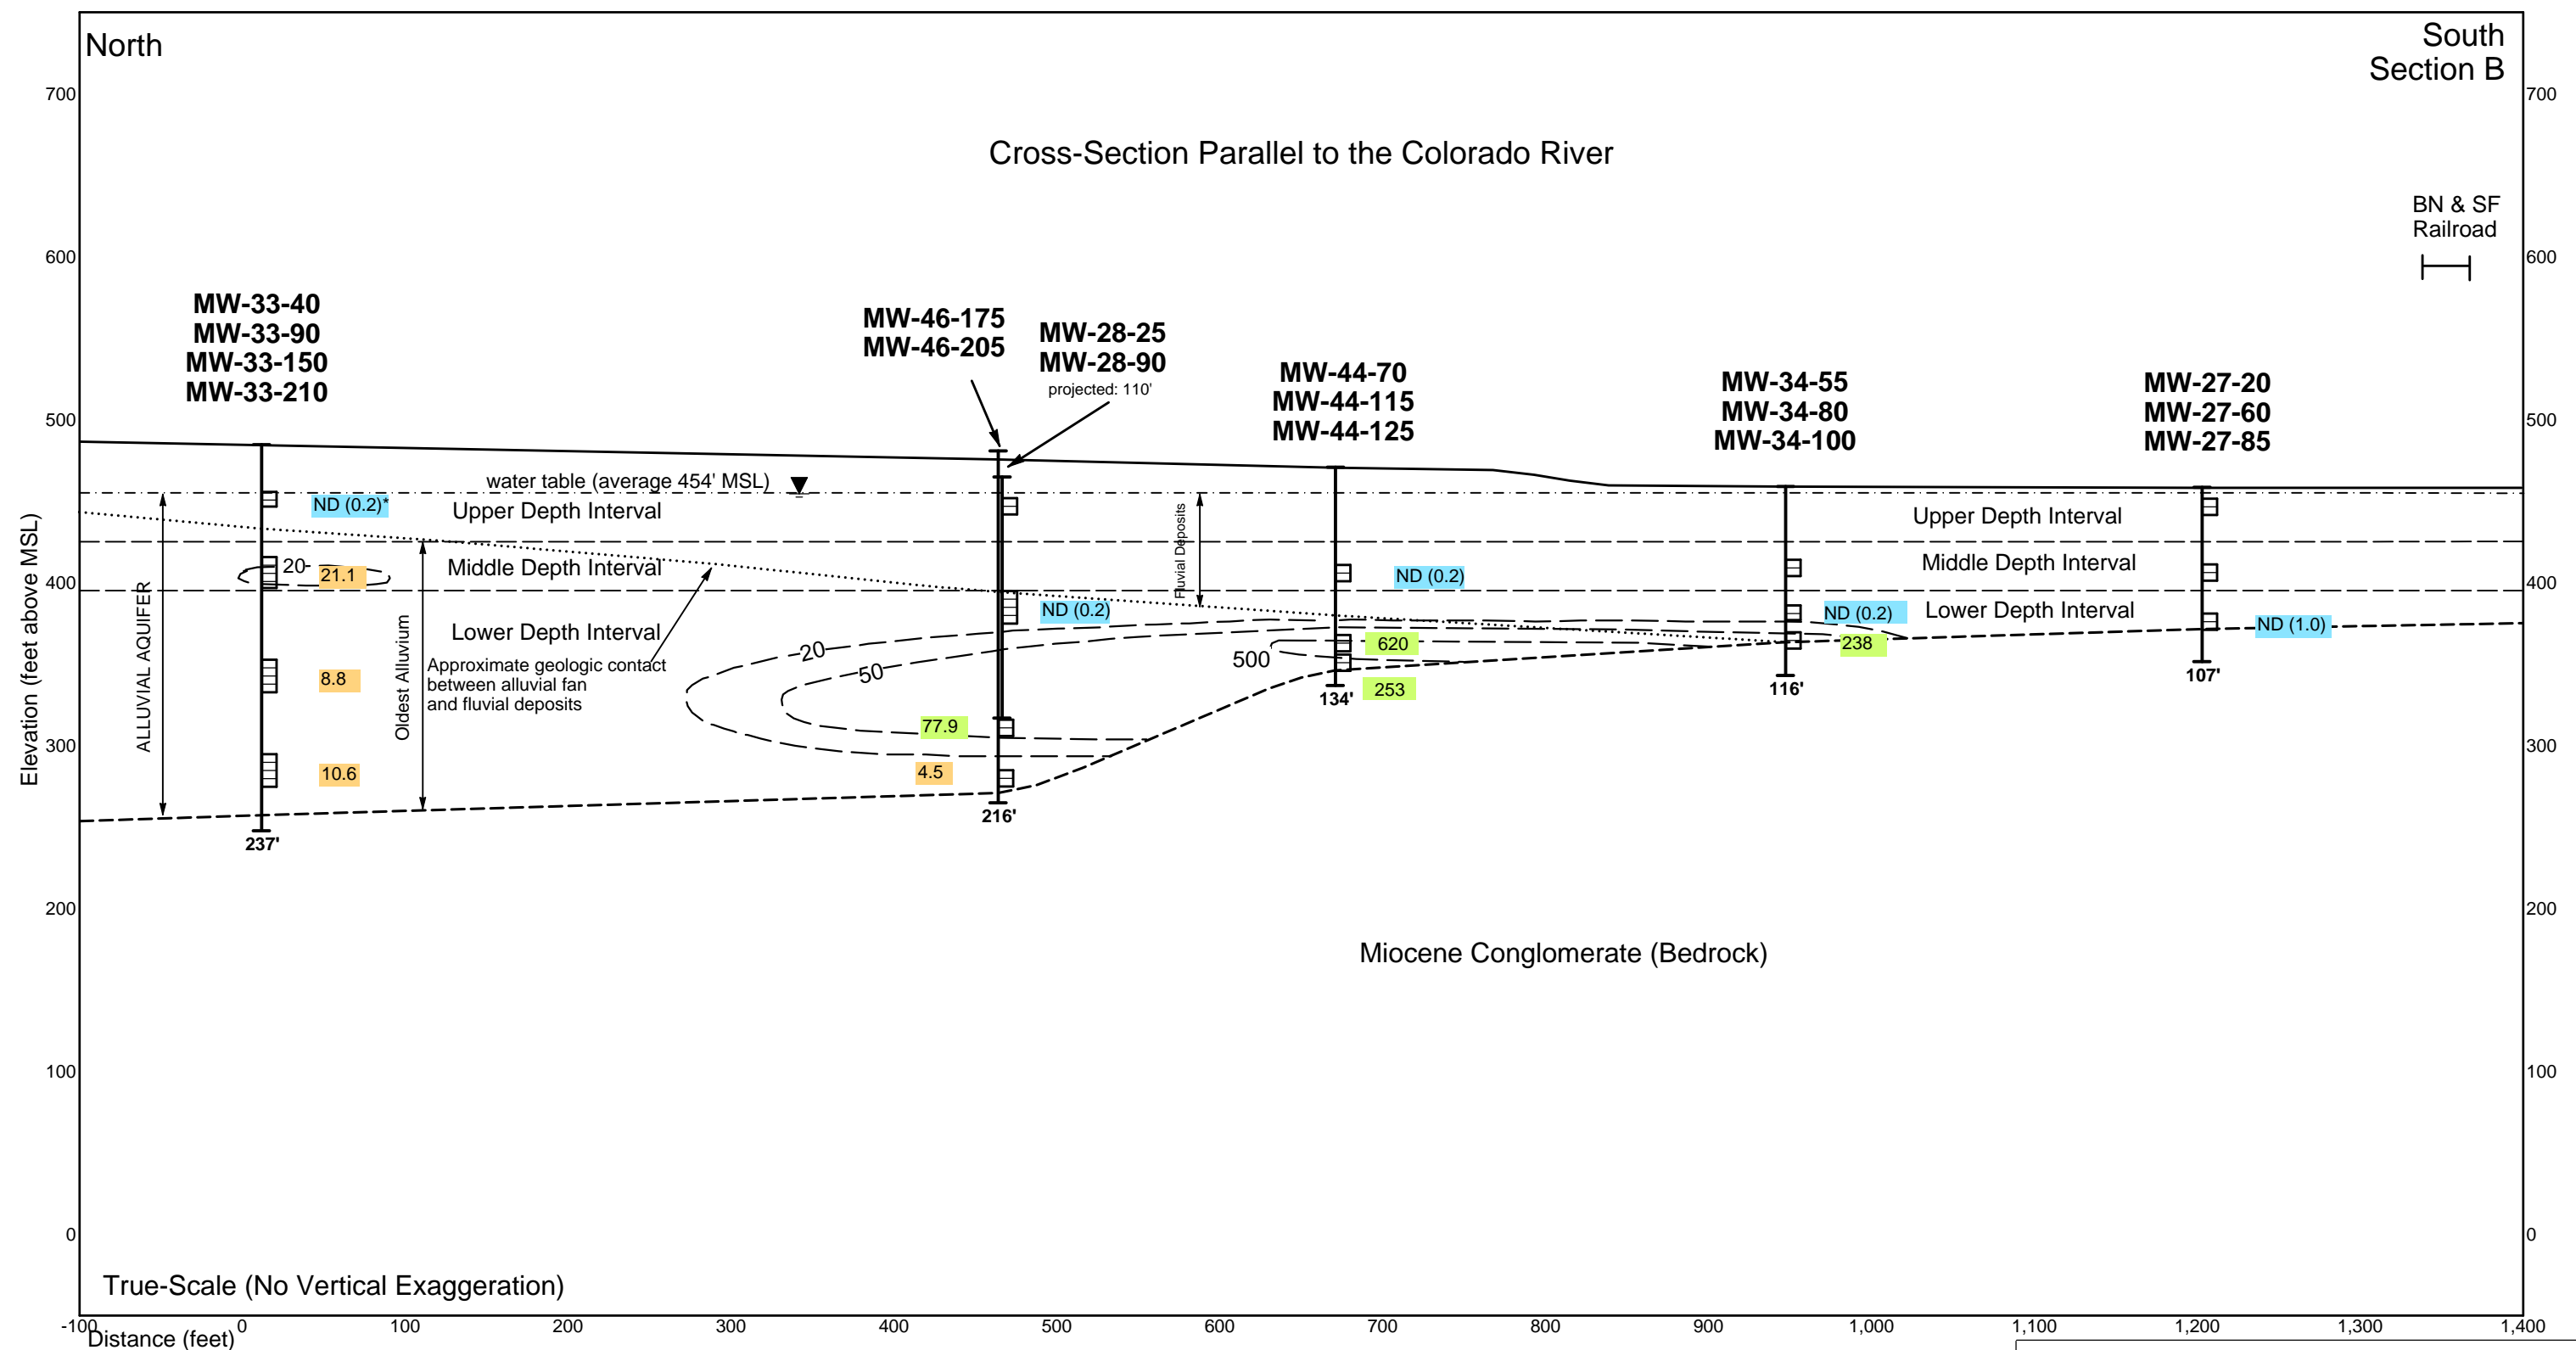 North
South
Section B
Cross-Section Parallel to the Colorado River
BN & SF
Railroad
700
600
500
400
300
200
100
0
Elevation (feet above MSL)
700
600
500
400
300
200
100
0
MW-33-40
MW-33-90
MW-33-150
MW-33-210
MW-46-175
MW-46-205
MW-28-25
MW-28-90
projected: 110'
MW-44-70
MW-44-115
MW-44-125
MW-34-55
MW-34-80
MW-34-100
MW-27-20
MW-27-60
MW-27-85
water table (average 454' MSL)
ND (0.2)*
Upper Depth Interval
Upper Depth Interval
Fluvial Deposits
20
21.1
Middle Depth Interval
ND (0.2)
Middle Depth Interval
ALLUVIAL AQUIFER
Oldest Alluvium
ND (0.2)
ND (0.2)
Lower Depth Interval
ND (1.0)
Lower Depth Interval
Approximate geologic contact
between alluvial fan
and fluvial deposits
20
50
500
620
238
8.8
253
77.9
10.6
4.5
237'
216'
134'
116'
107'
Miocene Conglomerate (Bedrock)
True-Scale (No Vertical Exaggeration)
-100
0
100
200
300
400
500
600
700
800
900
1,000
1,100
1,200
1,300
1,400
Distance (feet)